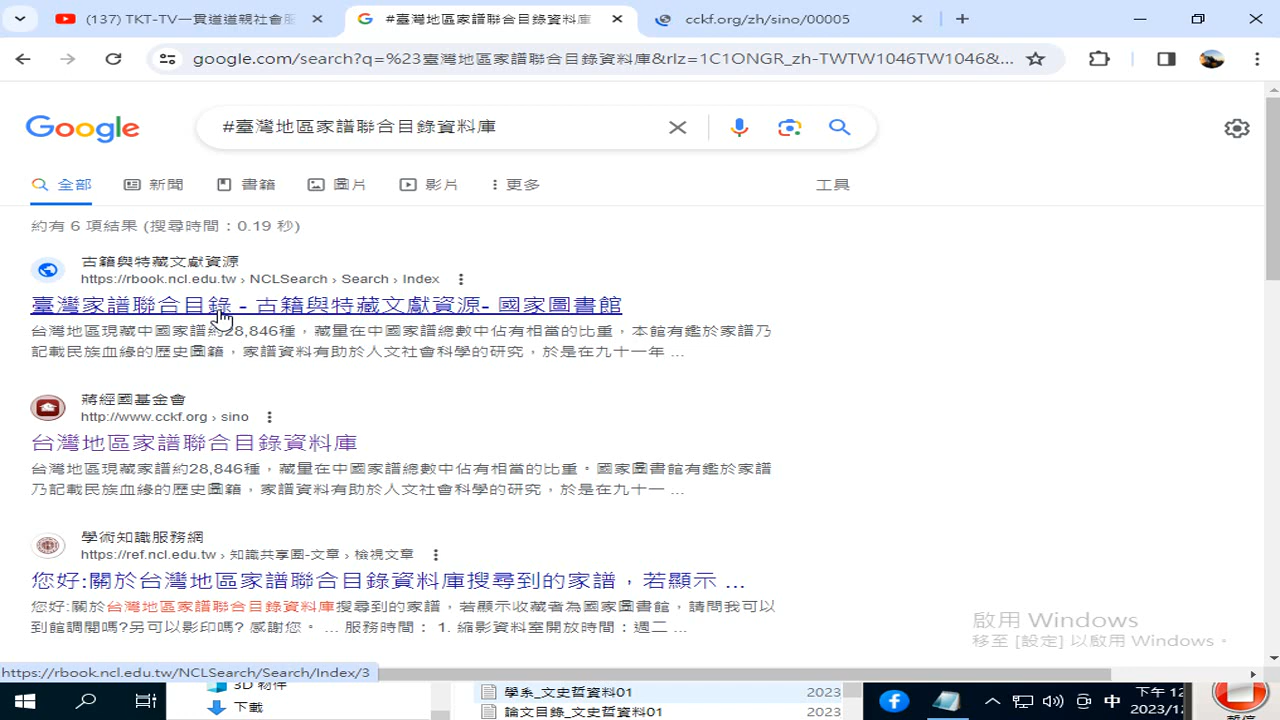 (137) TKT-TV一貫道道親社會服
#臺灣地區家譜聯合目錄資料庫
cckf.org/zh/sino/00005
google.com/search?q=%23臺灣地區家譜聯合目錄資料庫&rlz=1C1ONGR_zh-TWTW1046TW1046&...
Google
#臺灣地區家譜聯合目錄資料庫
全部
新聞
書籍
圖片
影片
更多
工具
約有 6 項結果 (搜尋時間：0.19 秒)
古籍與特藏文獻資源
https://rbook.ncl.edu.tw › NCLSearch › Search › Index
臺灣家譜聯合目錄 - 古籍與特藏文獻資源- 國家圖書館
台灣地區現藏中國家譜約28,846種，藏量在中國家譜總數中佔有相當的比重，本館有鑑於家譜乃
記載民族血緣的歷史圖籍，家譜資料有助於人文社會科學的研究，於是在九十一年 ...
蔣經國基金會
http://www.cckf.org › sino
台灣地區家譜聯合目錄資料庫
台灣地區現藏家譜約28,846種，藏量在中國家譜總數中佔有相當的比重。國家圖書館有鑑於家譜
乃記載民族血緣的歷史圖籍，家譜資料有助於人文社會科學的研究，於是在九十一 ...
學術知識服務網
https://ref.ncl.edu.tw › 知識共享園-文章 › 檢視文章
您好:關於台灣地區家譜聯合目錄資料庫搜尋到的家譜，若顯示 ...
您好:關於台灣地區家譜聯合目錄資料庫搜尋到的家譜，若顯示收藏者為國家圖書館，請問我可以
到館調閱嗎?另可以影印嗎? 感謝 ... 服務時間： 1. 縮影資料室開放時間：週二 ...
啟用 Windows
移至 [設定] 以啟用 Windows。
https://rbook.ncl.edu.tw/NCLSearch/Search/Index/3
3D 物件
下載
學系_文史哲資料01
2023
論文目錄_文史哲資料01
2023
中
下午 12
2023/12